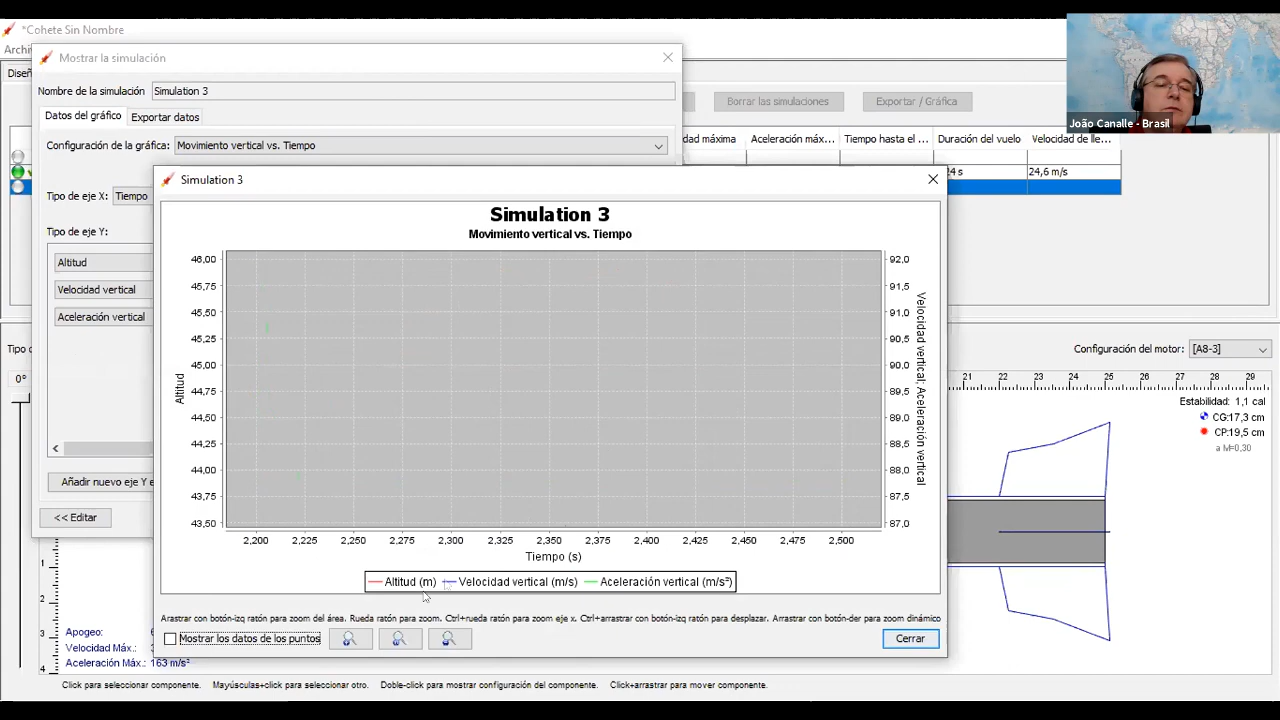 *Cohete Sin Nombre
Mostrar la simulación
Nombre de la simulación
Simulation 3
Datos del gráfico
Exportar datos
Borrar las simulaciones
Exportar / Gráfica
Configuración de la gráfica:
Movimiento vertical vs. Tiempo
Aceleración máx...
Tiempo hasta el ...
Duración del vuelo
Velocidad de lle...
24 s
24,6 m/s
João Canalle - Brasil
Tipo de eje X:
Tiempo
Tipo de eje Y:
Altitud
Velocidad vertical
Aceleración vertical
Añadir nuevo eje Y
<< Editar
Simulation 3
Simulation 3
Movimiento vertical vs. Tiempo
46,00
45,75
45,50
45,25
45,00
44,75
44,50
44,25
44,00
43,75
43,50
Altitud
92,0
91,5
91,0
90,5
90,0
89,5
89,0
88,5
88,0
87,5
87,0
Velocidad vertical; Aceleración vertical
2,200 2,225 2,250 2,275 2,300 2,325 2,350 2,375 2,400 2,425 2,450 2,475 2,500
Tiempo (s)
Altitud (m) Velocidad vertical (m/s) Aceleración vertical (m/s²)
Arastrar con botón-izq ratón para zoom del área. Rueda ratón para zoom. Ctrl+rueda ratón para zoom eje x. Ctrl+arrastrar con botón-izq ratón para desplazar. Arrastrar con botón-der para zoom dinámico
Mostrar los datos de los puntos
Cerrar
Configuración del motor:
[A8-3]
21 22 23 24 25 26 27 28 29
Estabilidad: 1,1 cal
CG:17,3 cm
CP:19,5 cm
a M=0,30
0°
1
2
3
4
Apogeo:
Velocidad Máx.:
Aceleración Máx.: 163 m/s²
Click para seleccionar componente. Mayúsculas+click para seleccionar otro. Doble-click para mostrar configuración del componente. Click+arrastrar para mover componente.